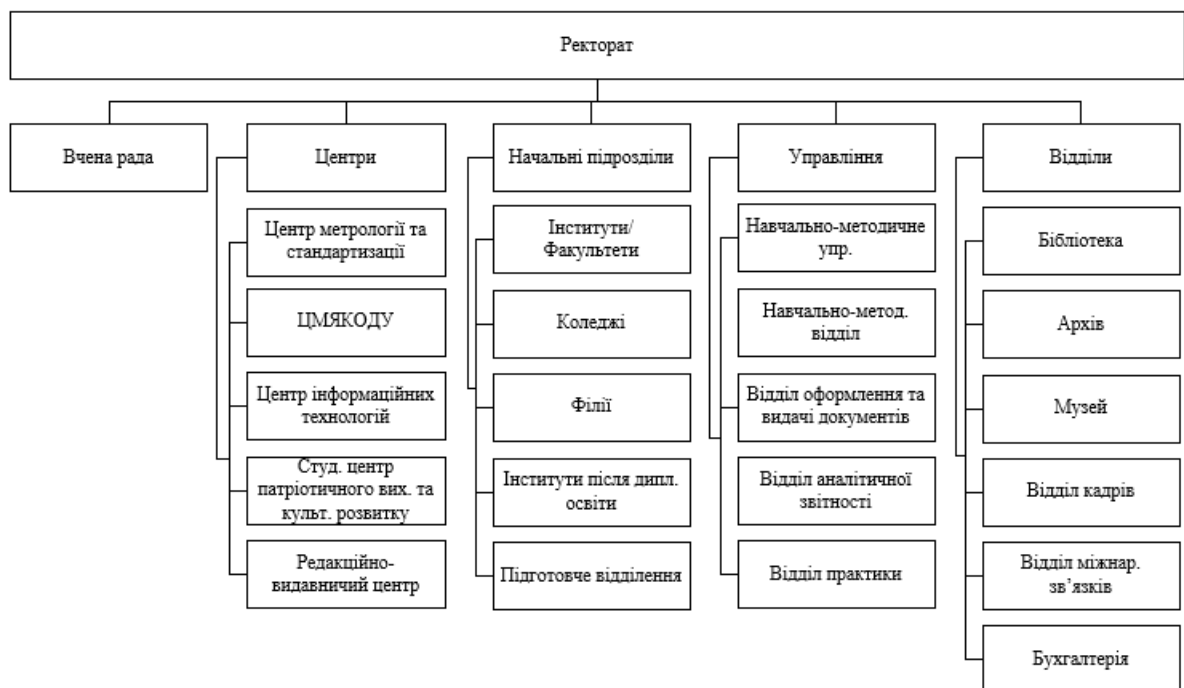 Ректорат
Вчена рада
Центри
Начальні підрозділи
Управління
Відділи
Центр метрології та
стандартизації
ЦМЯКОДУ
Центр інформаційних
технологій
Студ. центр
патріотичного вих. та
культ. розвитку
Редакційно-
видавничий центр
Інститути/
Факультети
Коледжі
Філії
Інститути після дипл.
освіти
Підготовче відділення
Навчально-методичне
упр.
Навчально-метод.
відділ
Відділ оформлення та
видачі документів
Відділ аналітичної
звітності
Відділ практики
Бібліотека
Архів
Музей
Відділ кадрів
Відділ міжнар.
зв’язків
Бухгалтерія